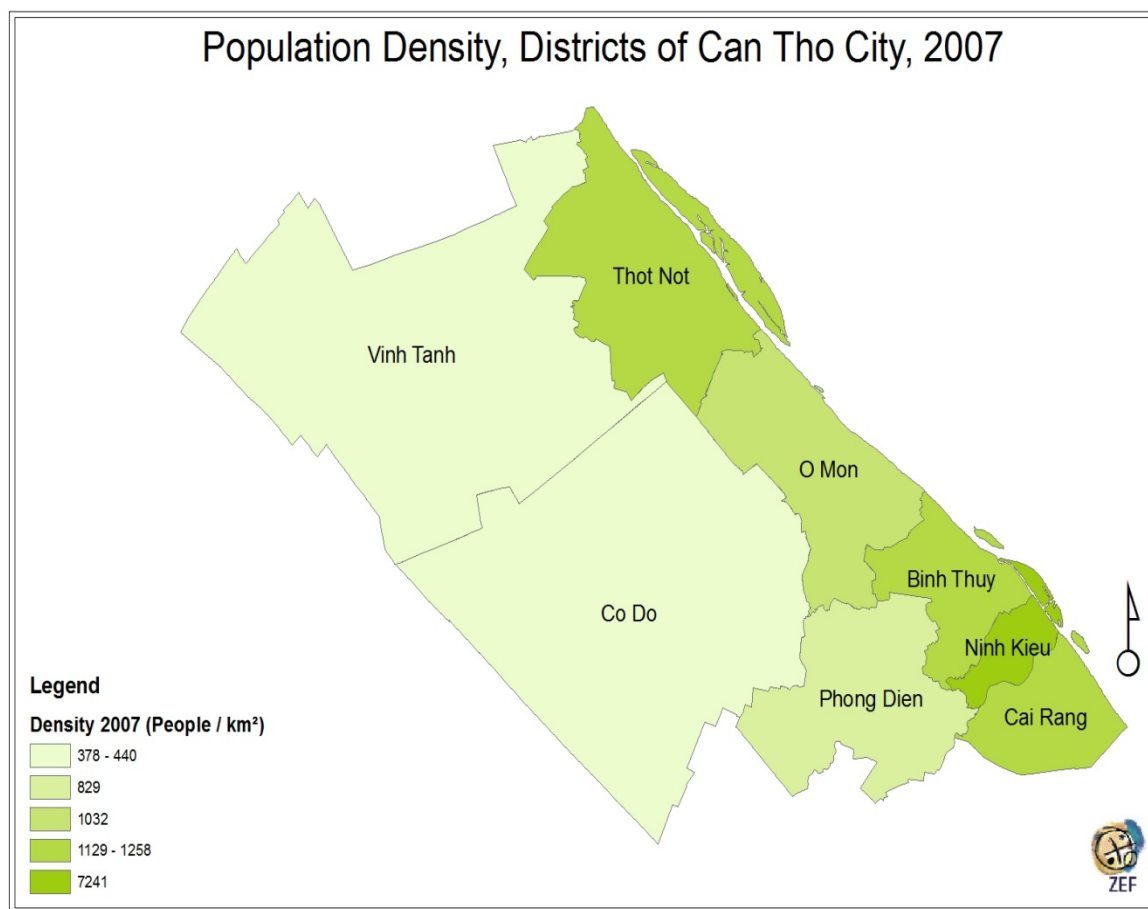 Population Density, Districts of Can Tho City, 2007
Thot Not
Vinh Tanh
O Mon
Binh Thuy
Co Do
Ninh Kieu
Phong Dien
Cai Rang
Legend
Density 2007 (People / km²)
378 - 440
829
1032
1129 - 1258
7241
ZEF